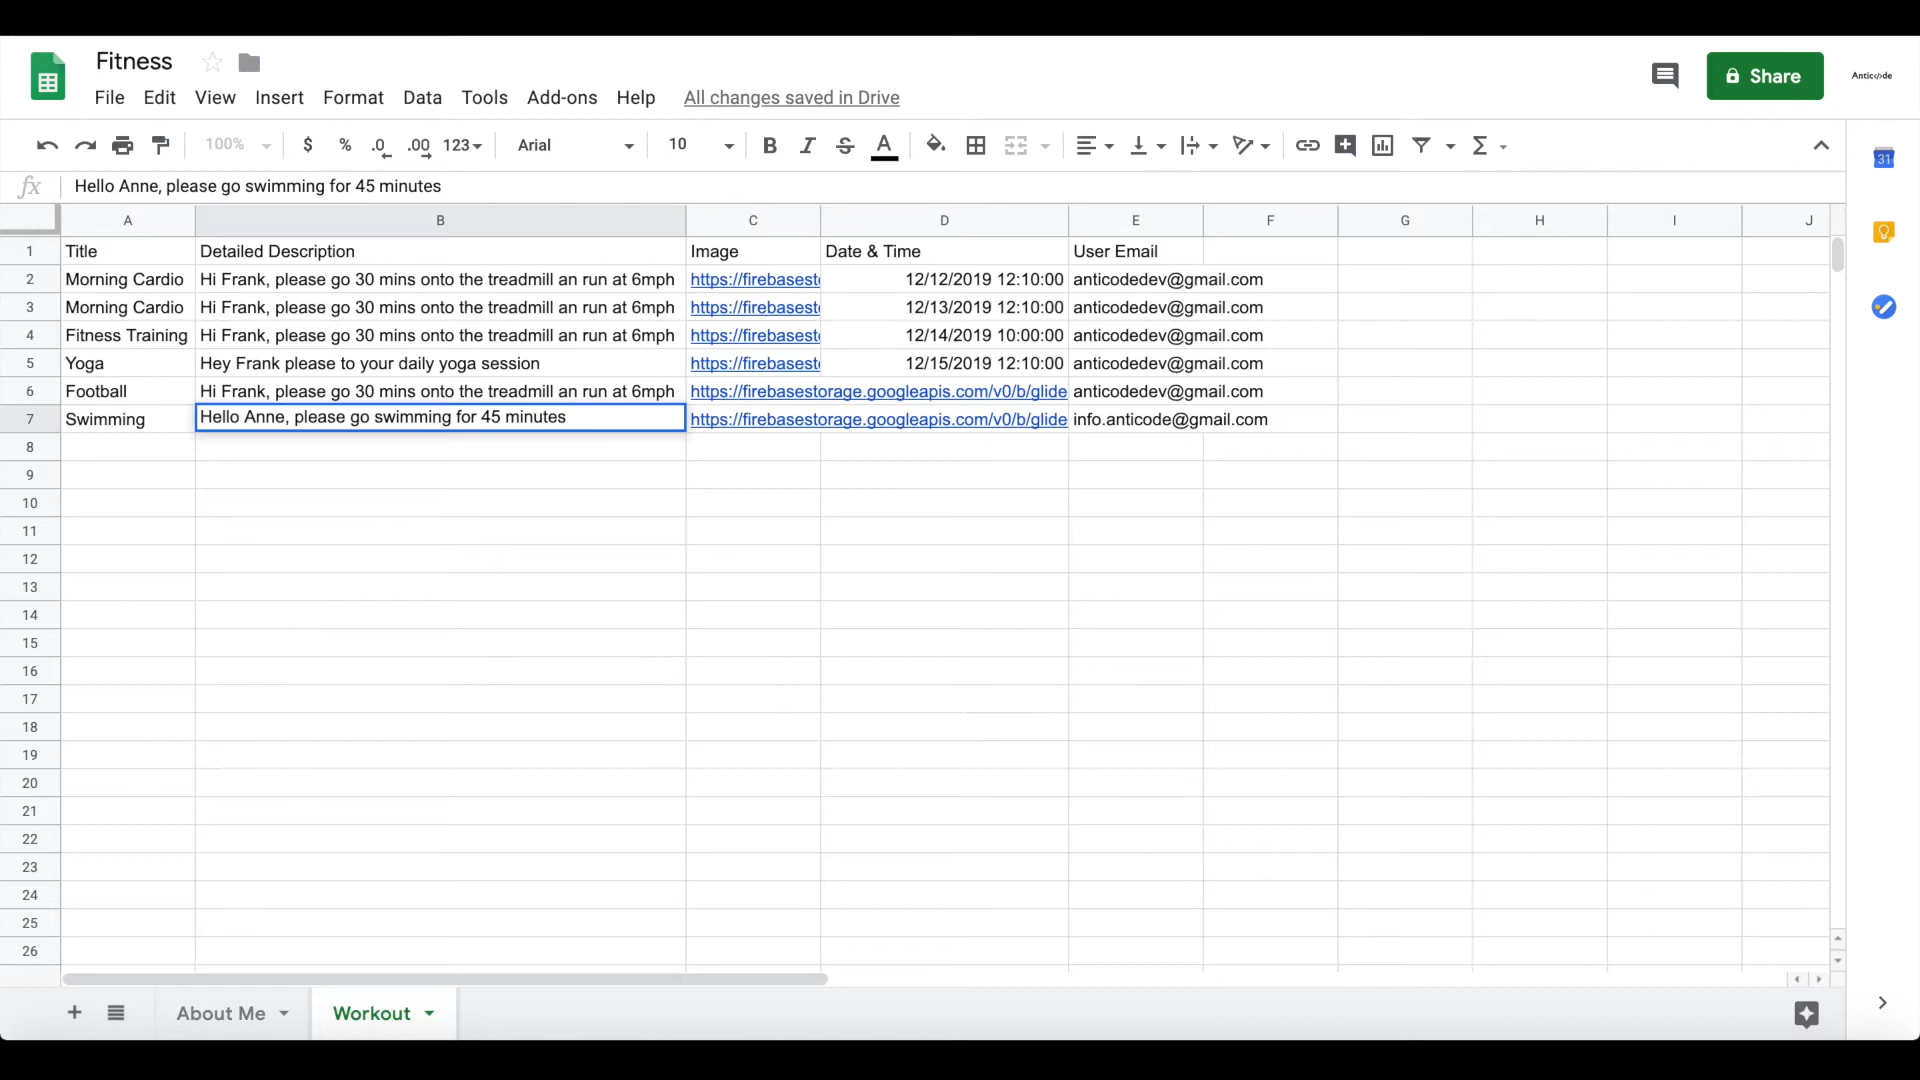 Fitness
File Edit View Insert Format Data Tools Add-ons Help All changes saved in Drive
Share
Antic</>de
100% $ % .0 .00 123 Arial 10 B I S A
31
fx Hello Anne, please go swimming for 45 minutes
A B C D E F G H I J
1 Title Detailed Description Image Date & Time User Email
2 Morning Cardio Hi Frank, please go 30 mins onto the treadmill an run at 6mph https://firebasesto 12/12/2019 12:10:00 anticodedev@gmail.com
3 Morning Cardio Hi Frank, please go 30 mins onto the treadmill an run at 6mph https://firebasesto 12/13/2019 12:10:00 anticodedev@gmail.com
4 Fitness Training Hi Frank, please go 30 mins onto the treadmill an run at 6mph https://firebasesto 12/14/2019 10:00:00 anticodedev@gmail.com
5 Yoga Hey Frank please to your daily yoga session https://firebasesto 12/15/2019 12:10:00 anticodedev@gmail.com
6 Football Hi Frank, please go 30 mins onto the treadmill an run at 6mph https://firebasestorage.googleapis.com/v0/b/glide anticodedev@gmail.com
7 Swimming Hello Anne, please go swimming for 45 minutes https://firebasestorage.googleapis.com/v0/b/glide info.anticode@gmail.com
8
9
10
11
12
13
14
15
16
17
18
19
20
21
22
23
24
25
26
About Me Workout